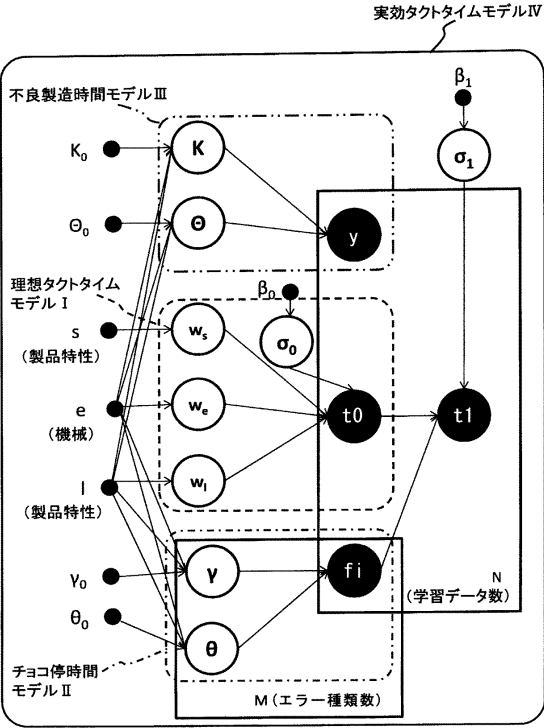 実効タクトタイムモデルⅣ
不良製造時間モデルⅢ
β1
K0
K
σ1
Θ0
Θ
y
理想タクトタイム
モデルⅠ
β0
s
(製品特性)
ws
σ0
e
(機械)
we
t0
t1
l
(製品特性)
wl
γ0
γ
fi
N
(学習データ数)
θ0
θ
チョコ停時間
モデルⅡ
M(エラー種類数)